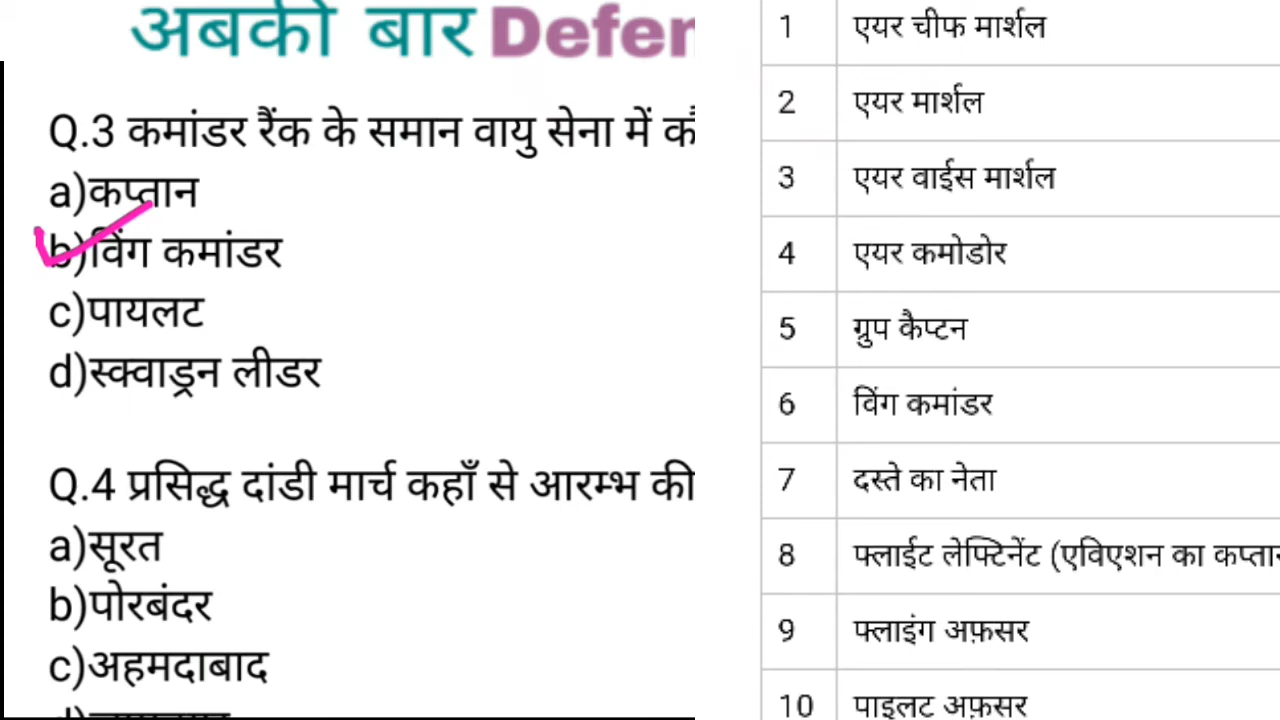 अबकी बार Defen
Q.3 कमांडर रैंक के समान वायु सेना में
a)कप्तान
b)विंग कमांडर
c)पायलट
d)स्क्वाड्रन लीडर
Q.4 प्रसिद्ध दांडी मार्च कहाँ से आरम्भ की
a)सूरत
b)पोरबंदर
c)अहमदाबाद
1 एयर चीफ मार्शल
2 एयर मार्शल
3 एयर वाईस मार्शल
4 एयर कमोडोर
5 ग्रुप कैप्टन
6 विंग कमांडर
7 दस्ते का नेता
8 फ्लाईट लेफ्टिनेंट (एविएशन का कप्तान
9 फ्लाइंग अफ़सर
10 पाइलट अफ़सर